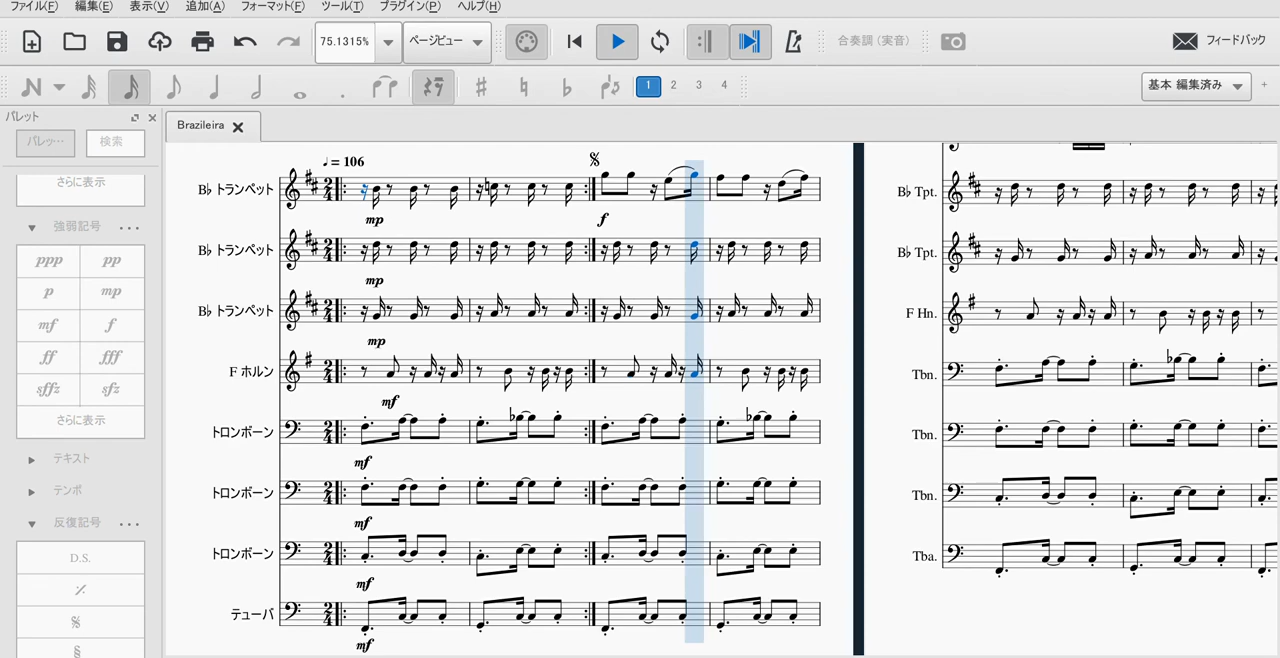 ファイル(F) 編集(E) 表示(V) 追加(A) フォーマット(F) ツール(T) プラグイン(P) ヘルプ(H)
75.1315% ページビュー 合奏調 (実音) フィードバック
1 2 3 4 基本 編集済み +
パレット
パレッ… 検索
Brazileira
さらに表示
強弱記号 ...
ppp pp
p mp
mf f
ff fff
sffz sfz
さらに表示
テキスト
テンポ
反復記号 ...
D.S.
♩ = 106
B♭ トランペット
mp f
B♭ トランペット
mp
B♭ トランペット
mp
F ホルン
mf
トロンボーン
mf
トロンボーン
mf
トロンボーン
mf
テューバ
mf
B♭ Tpt.
B♭ Tpt.
F Hn.
Tbn.
Tbn.
Tbn.
Tba.